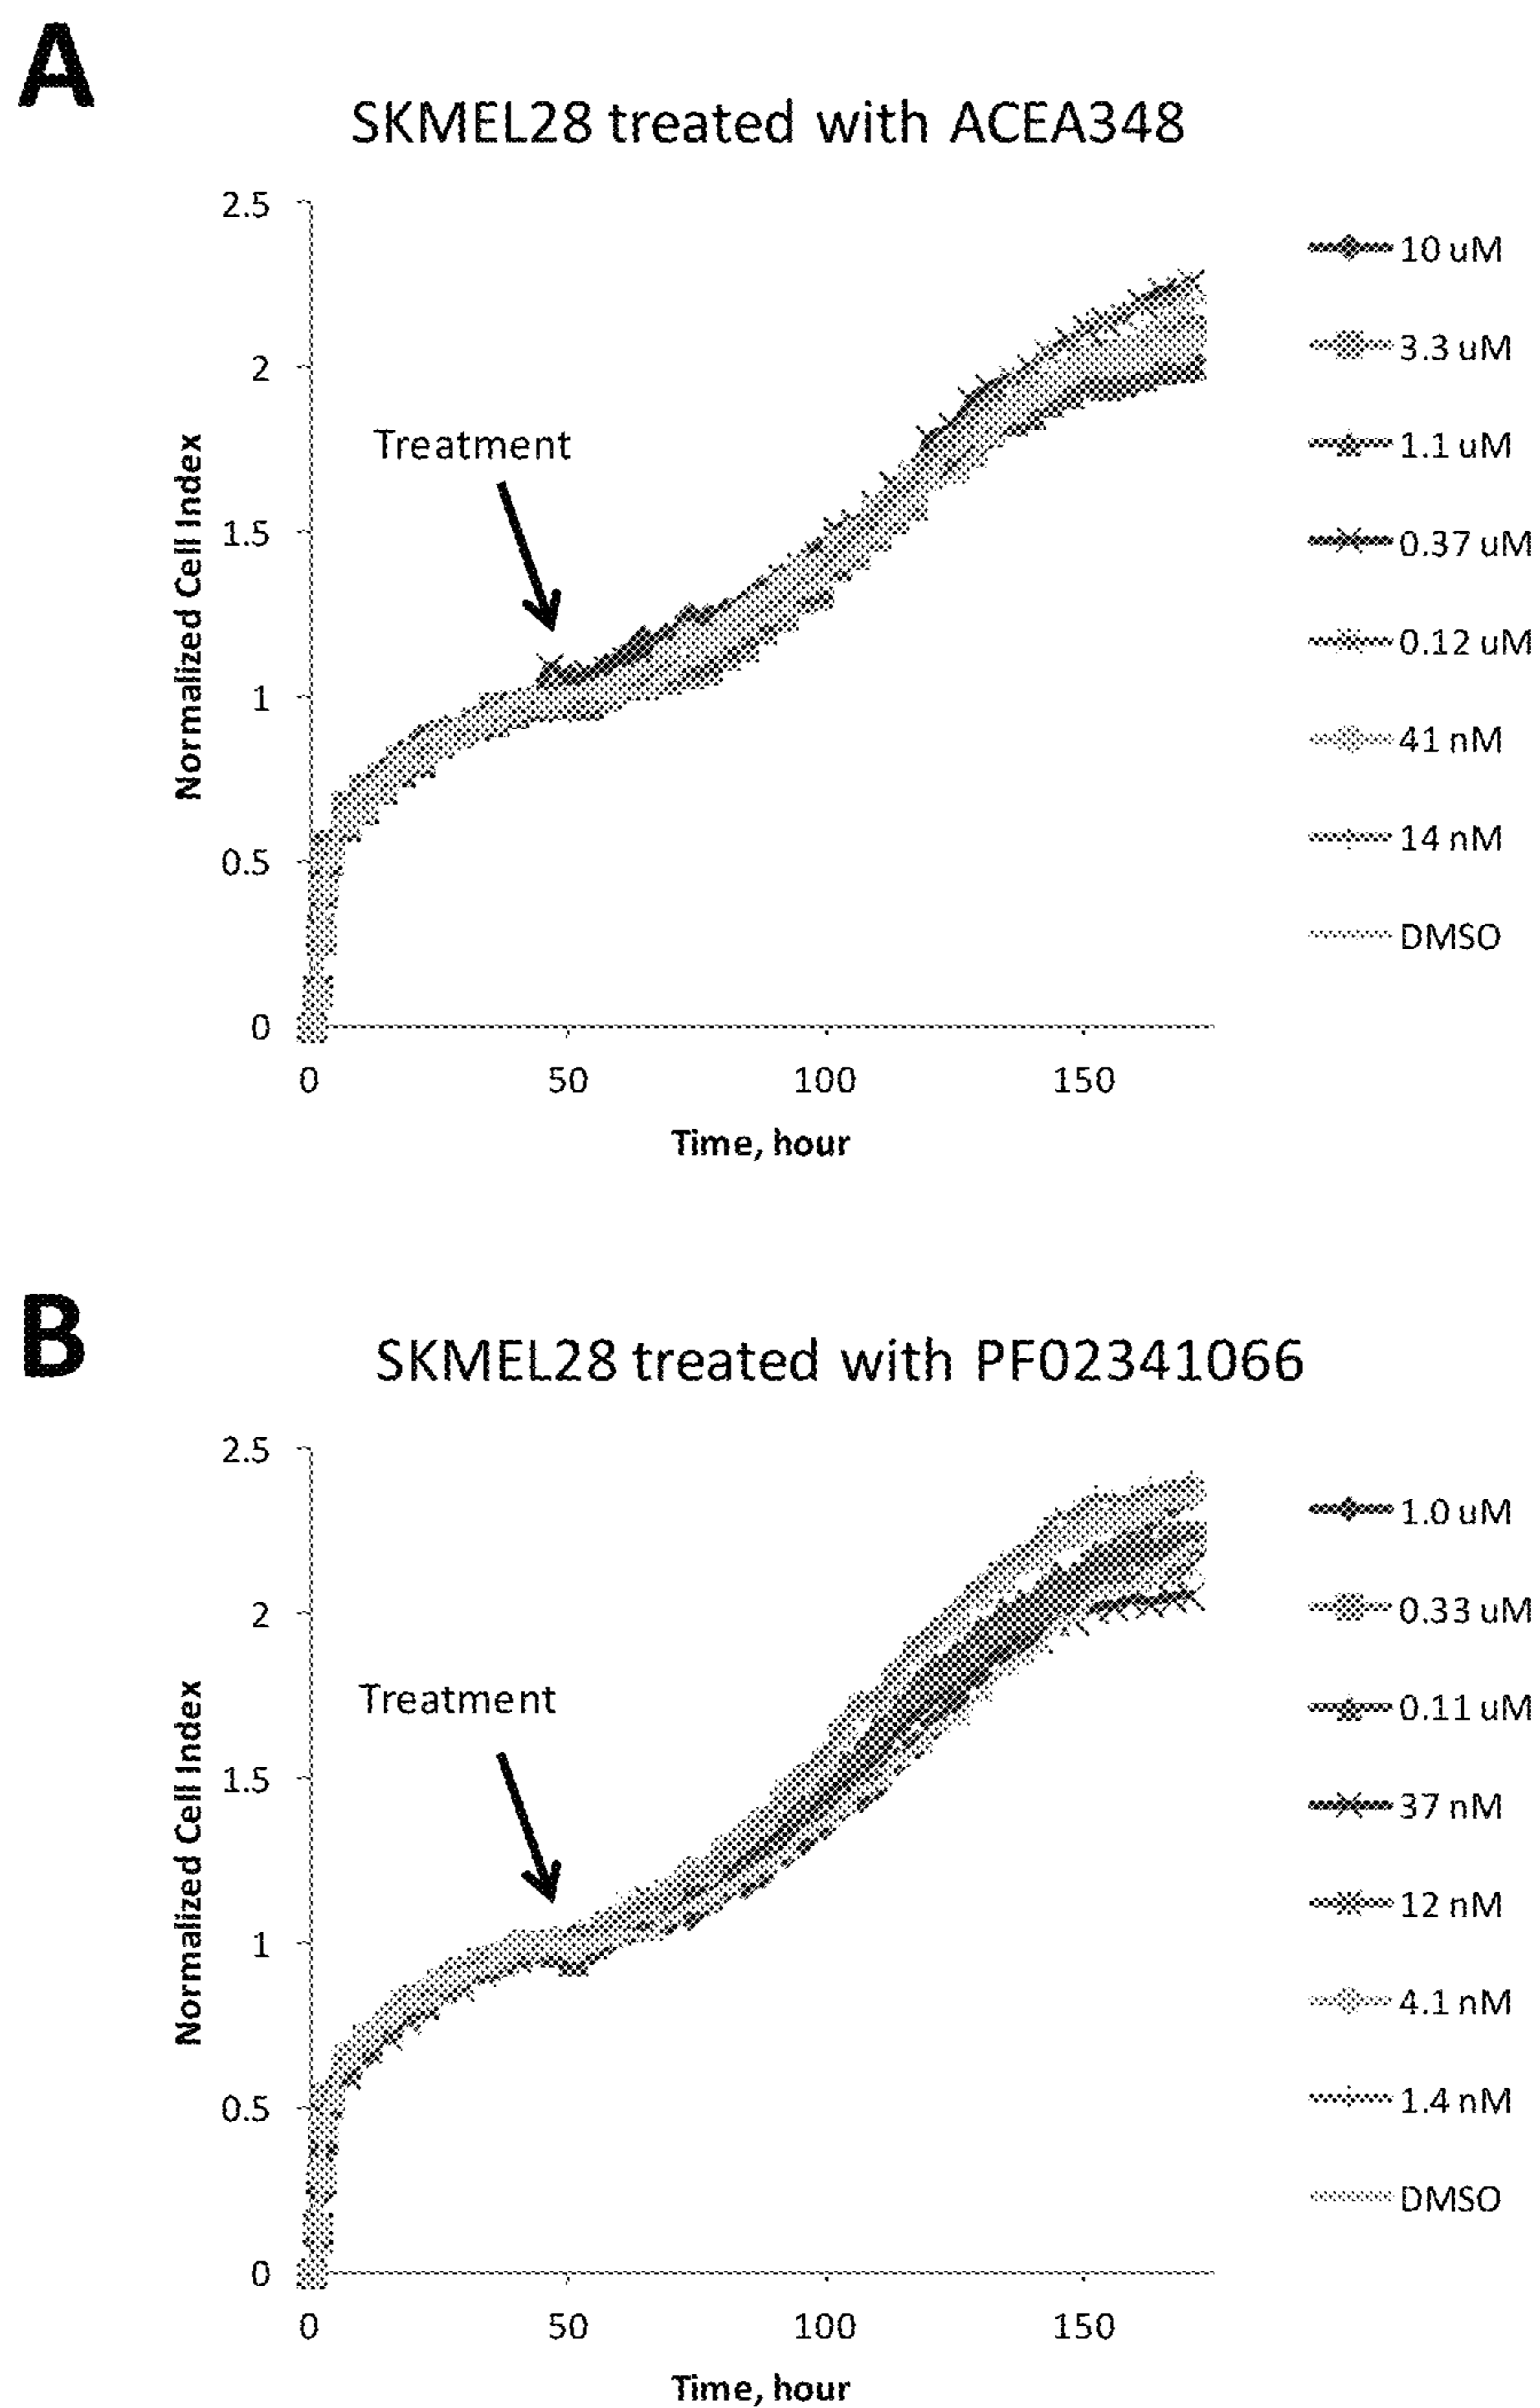 A
SKMEL28 treated with ACEA348
2.5
2
1.5
1
0.5
0
Normalized Cell Index
Treatment
0 50 100 150
Time, hour
10 uM
3.3 uM
1.1 uM
0.37 uM
0.12 uM
41 nM
14 nM
DMSO
B
SKMEL28 treated with PF02341066
2.5
2
1.5
1
0.5
0
Normalized Cell Index
Treatment
0 50 100 150
Time, hour
1.0 uM
0.33 uM
0.11 uM
37 nM
12 nM
4.1 nM
1.4 nM
DMSO